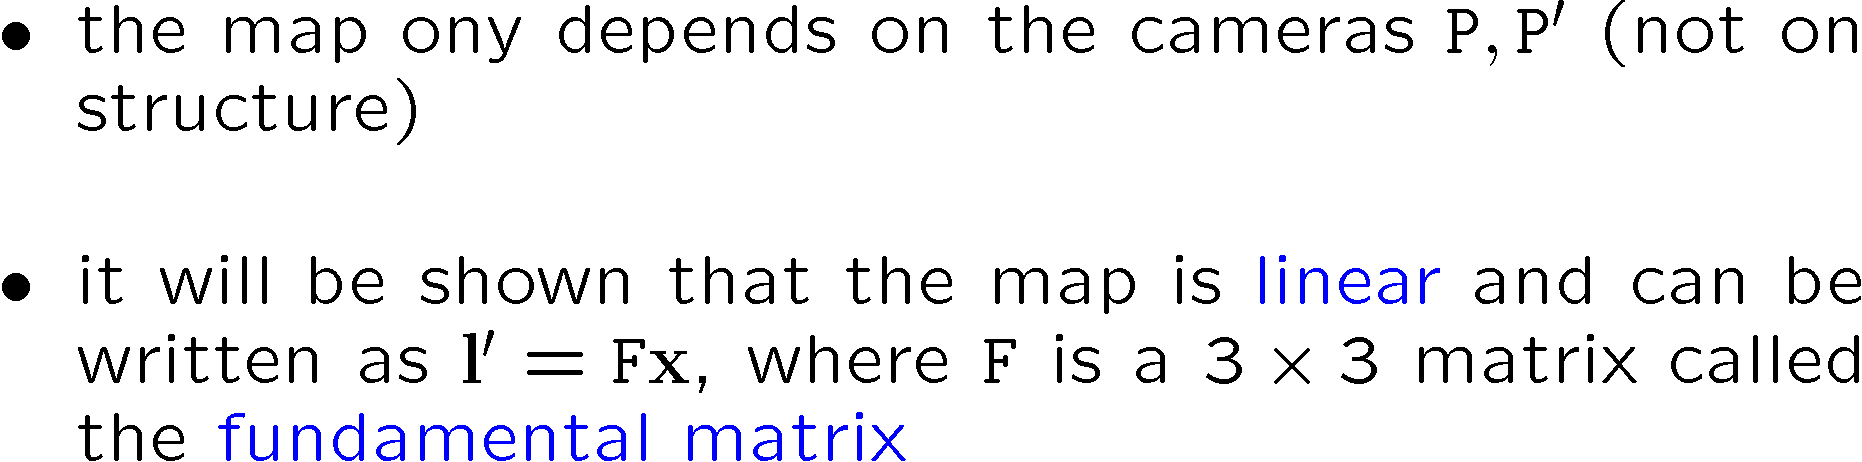 • the map ony depends on the cameras P, P′ (not on
structure)
• it will be shown that the map is linear and can be
written as l′ = Fx, where F is a 3 × 3 matrix called
the fundamental matrix